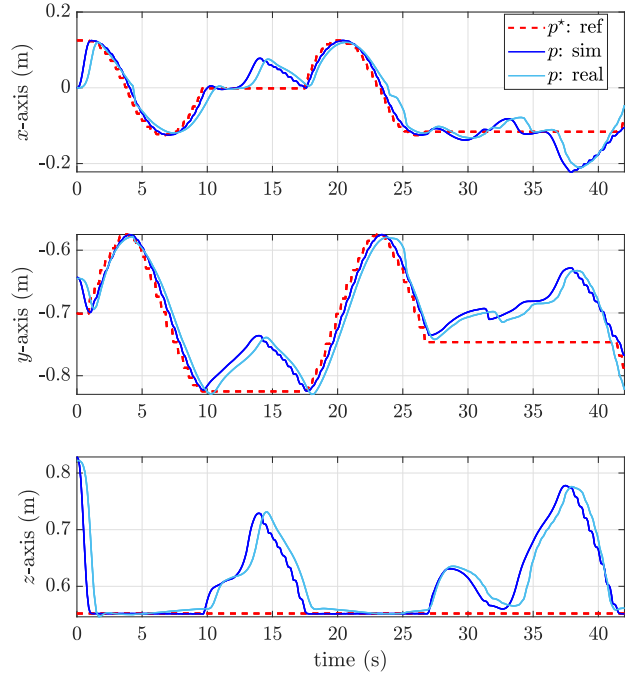 0.2
0
-0.2
x-axis (m)
p*: ref
p: sim
p: real
0 5 10 15 20 25 30 35 40
-0.6
-0.7
-0.8
y-axis (m)
0 5 10 15 20 25 30 35 40
0.8
0.7
0.6
z-axis (m)
0 5 10 15 20 25 30 35 40
time (s)